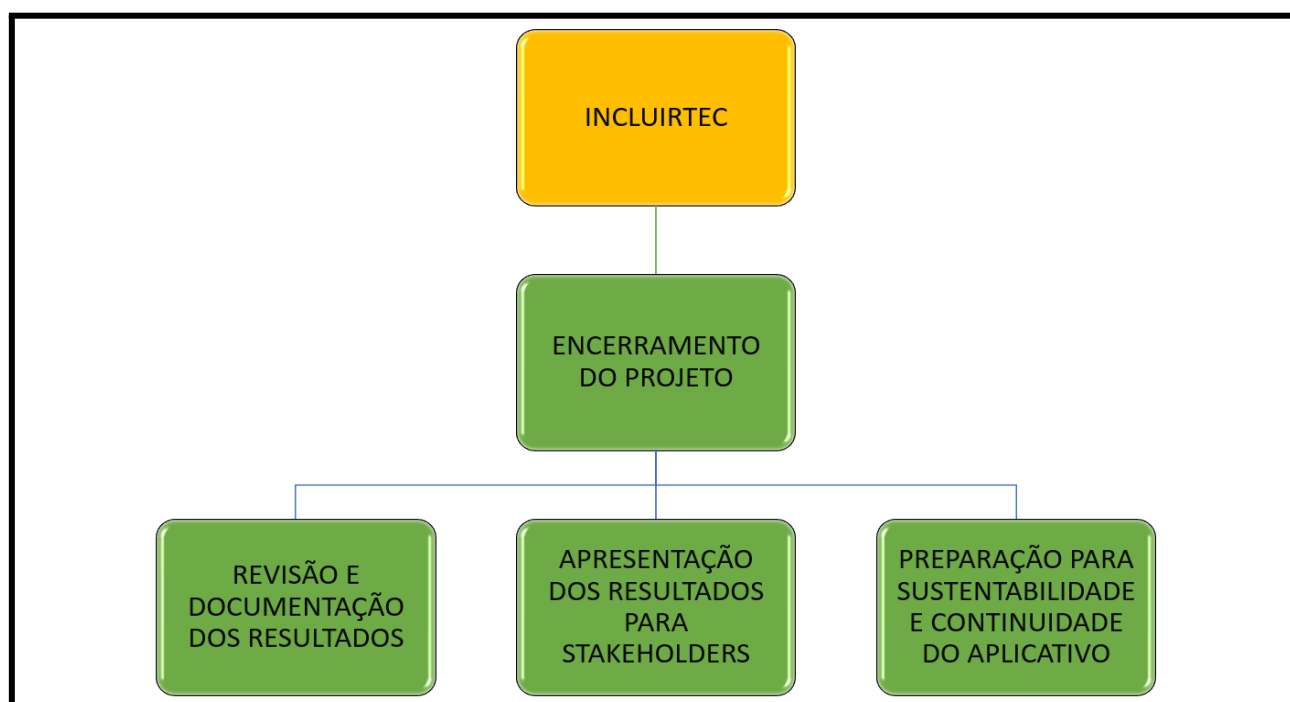 INCLUIRTEC
ENCERRAMENTO
DO PROJETO
REVISÃO E
DOCUMENTAÇÃO
DOS RESULTADOS
APRESENTAÇÃO
DOS RESULTADOS
PARA
STAKEHOLDERS
PREPARAÇÃO PARA
SUSTENTABILIDADE
E CONTINUIDADE
DO APLICATIVO